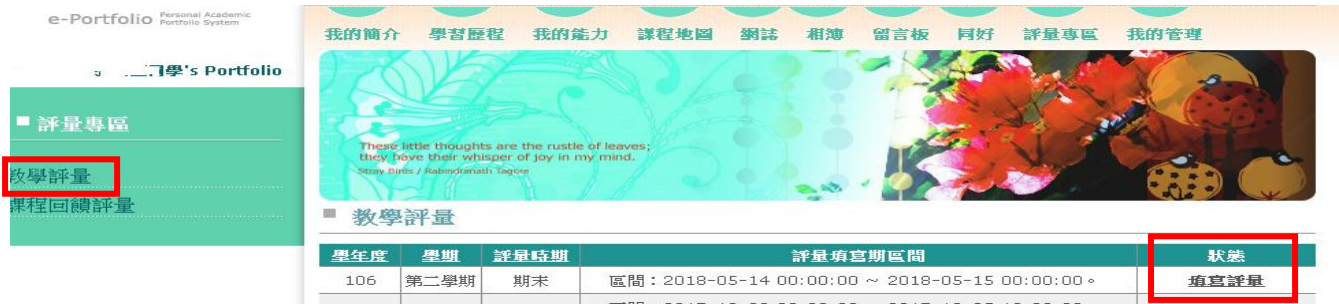 e-Portfolio Personal Academic Portfolio System
我的簡介 學習歷程 我的能力 課程地圖 網誌 相簿 留言板 同好 評量專區 我的管理
學's Portfolio
評量專區
教學評量
課程回饋評量
These little thoughts are the rustle of leaves;
they have their whisper of joy in my mind.
Stray Birds / Rabindranath Tagore
教學評量
學年度 學期 評量時期 評量填寫期區間 狀態
106 第二學期 期末 區間：2018-05-14 00:00:00 ~ 2018-05-15 00:00:00。 填寫評量